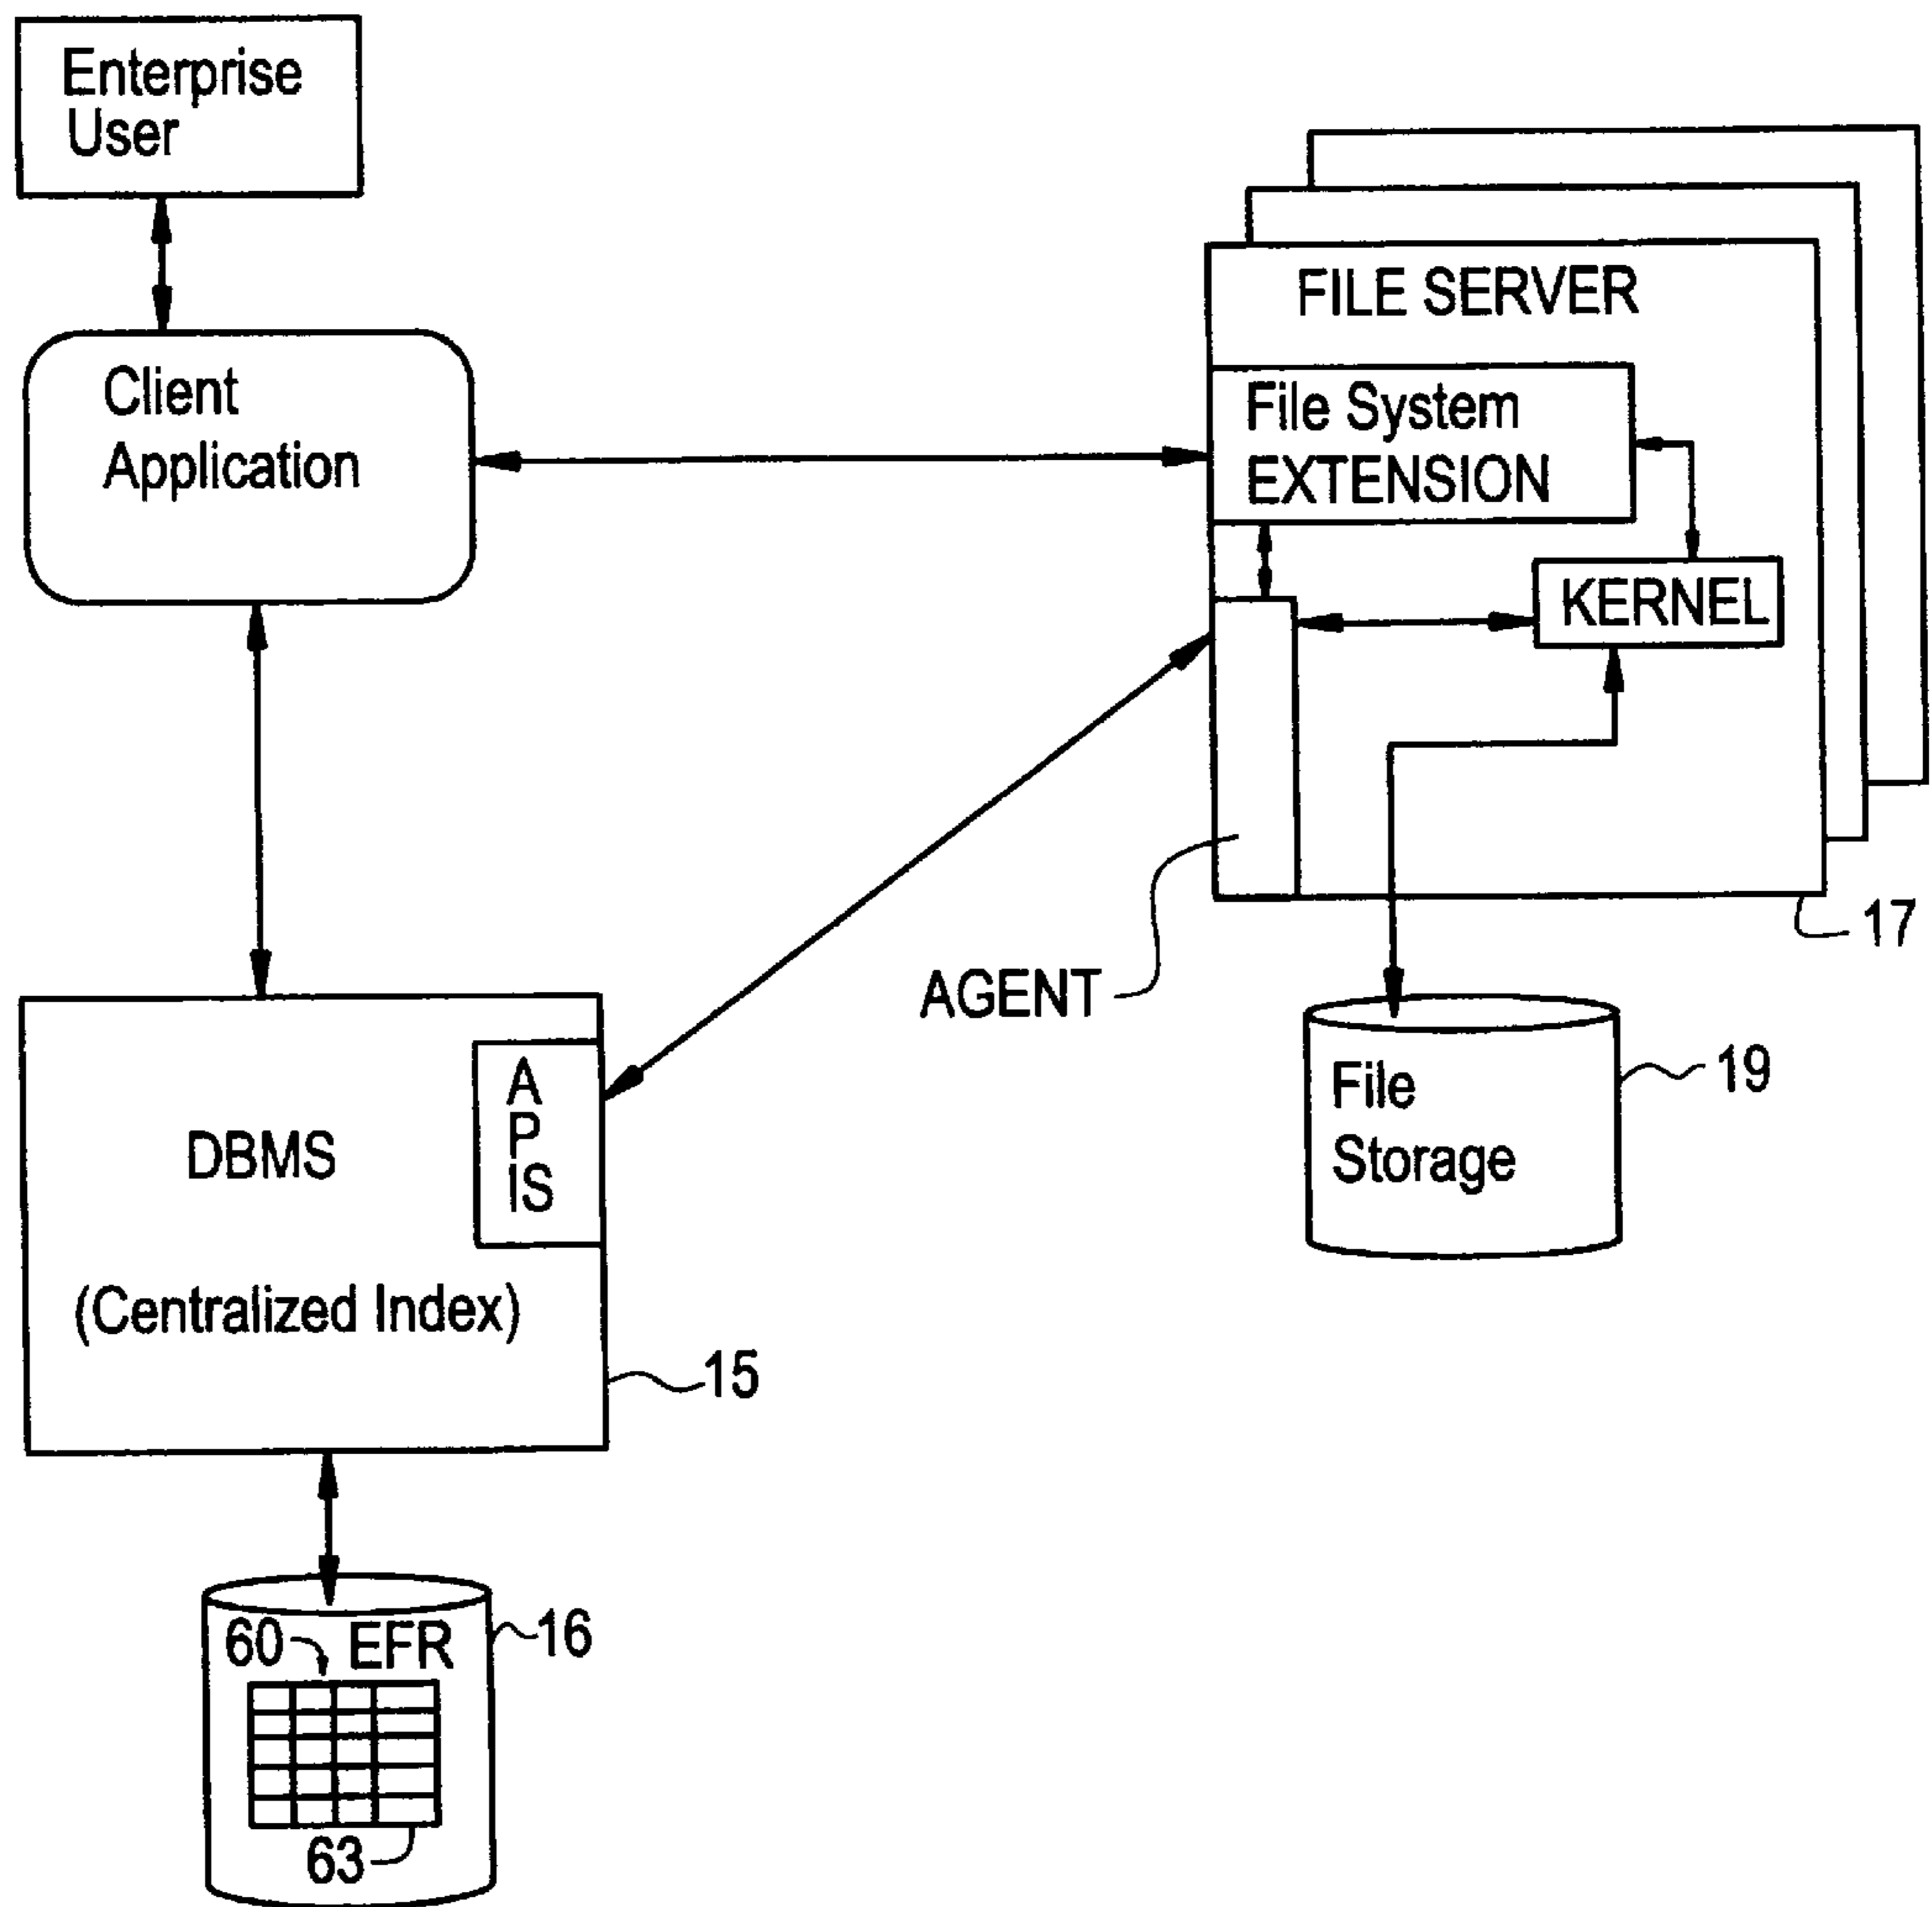 Enterprise
User
Client
Application
FILE SERVER
File System
EXTENSION
KERNEL
17
AGENT
File
Storage
19
DBMS
A
P
IS
(Centralized Index)
15
16
60
EFR
63